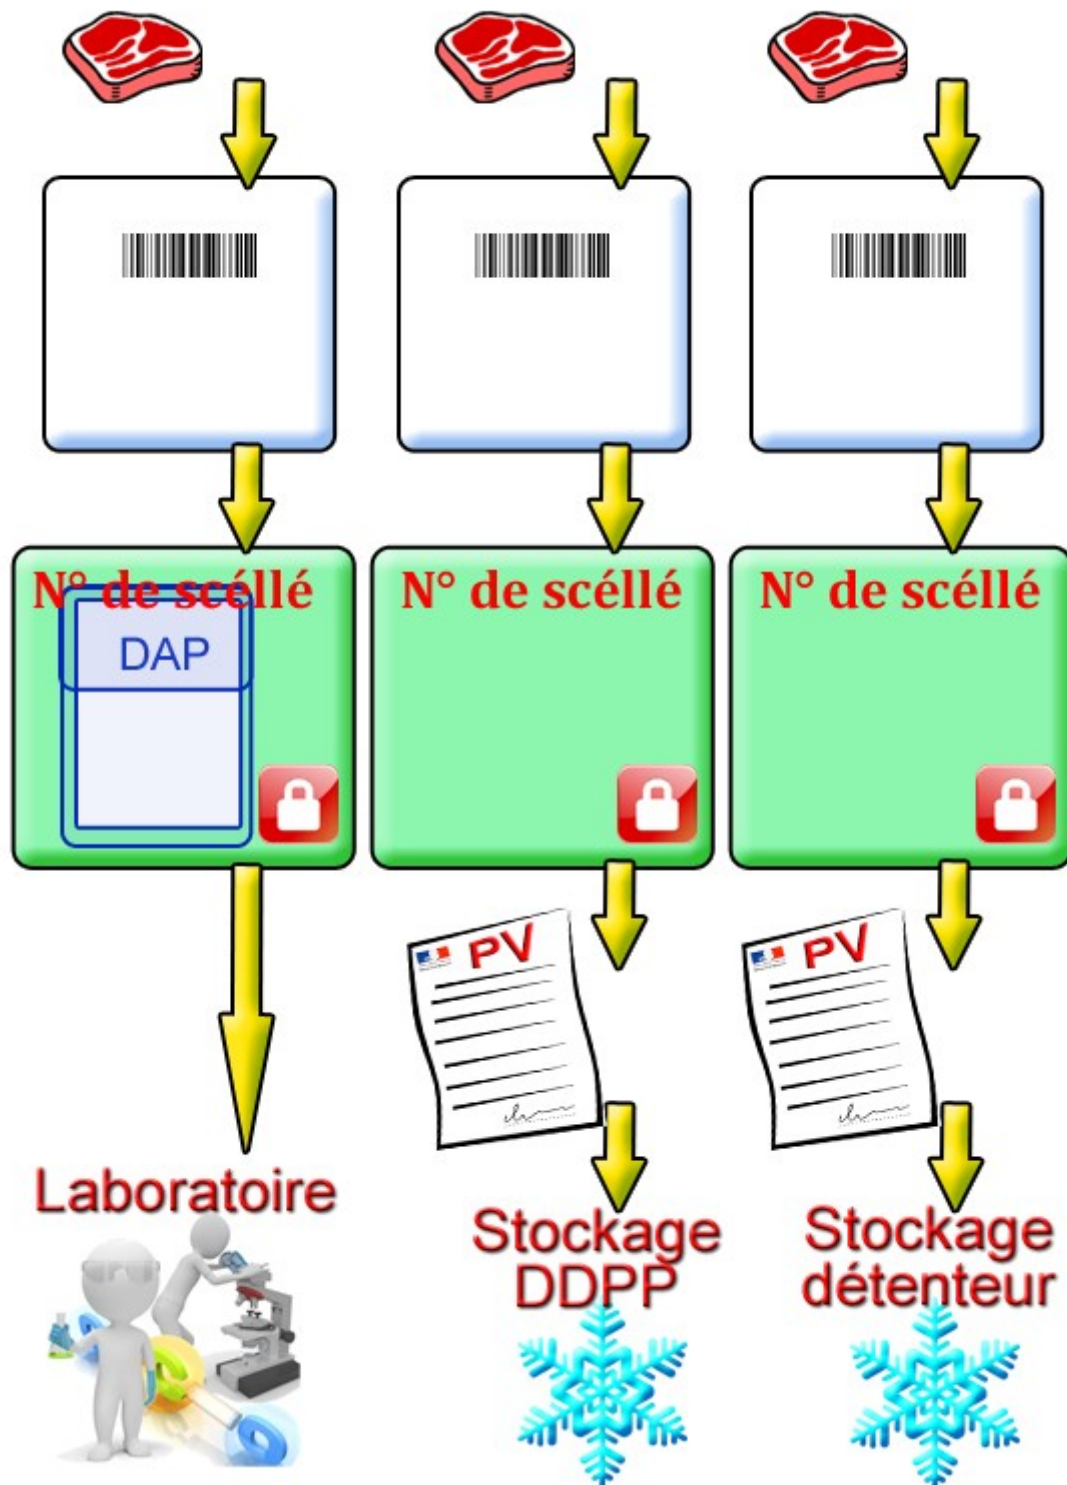 N° de scéllé
N° de scéllé
N° de scéllé
DAP
PV
PV
Laboratoire
Stockage
DDPP
Stockage
détenteur